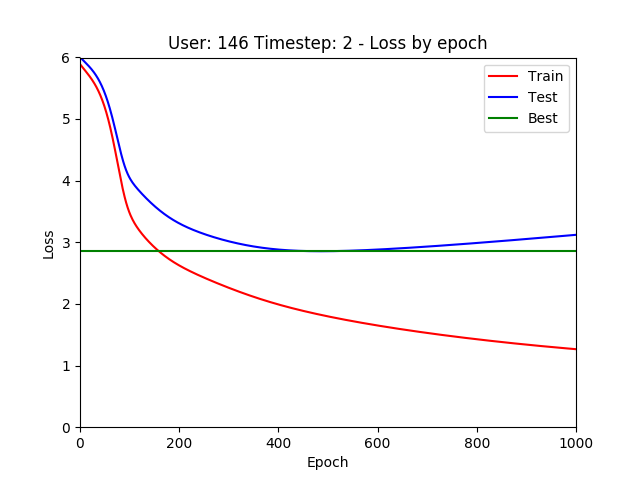 User: 146 Timestep: 2 - Loss by epoch
6
5
4
3
2
1
0
Loss
Train
Test
Best
0 200 400 600 800 1000
Epoch